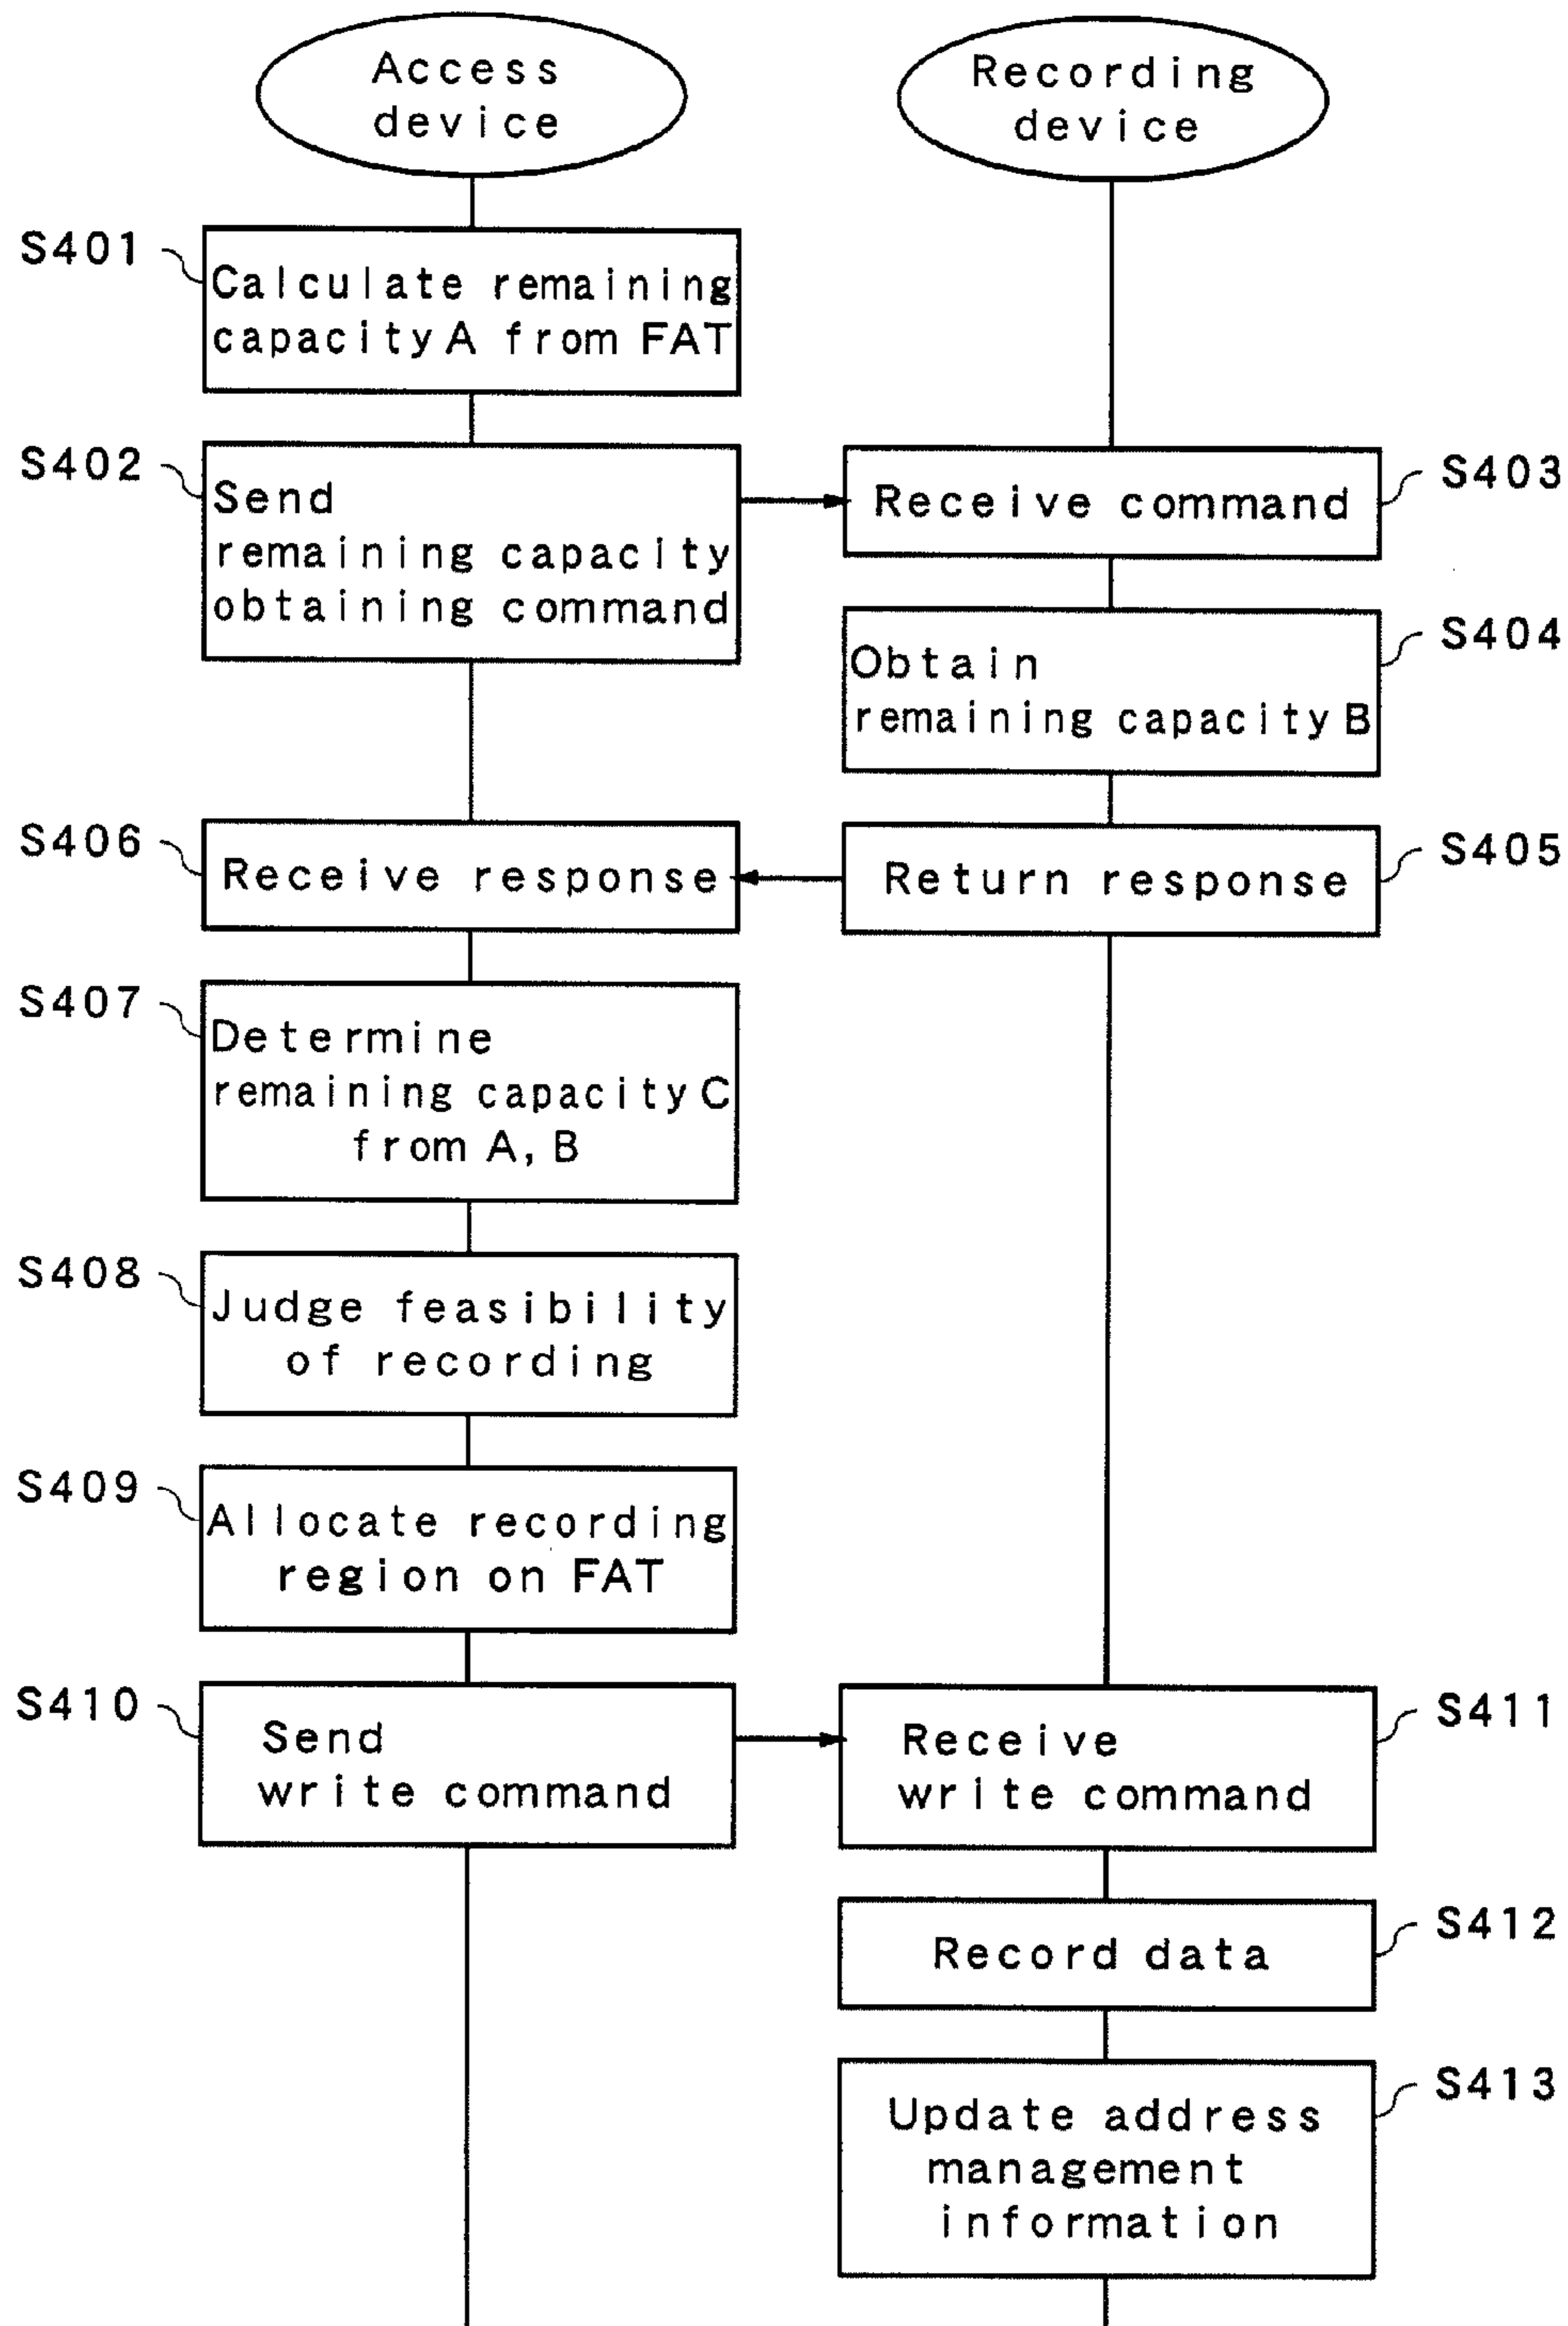 Access
device
Recording
device
S401
Calculate remaining
capacity A from FAT
S402
Send
remaining capacity
obtaining command
S403
Receive command
S404
Obtain
remaining capacity B
S406
Receive response
S405
Return response
S407
Determine
remaining capacity C
from A, B
S408
Judge feasibility
of recording
S409
Allocate recording
region on FAT
S410
Send
write command
S411
Receive
write command
S412
Record data
S413
Update address
management
information